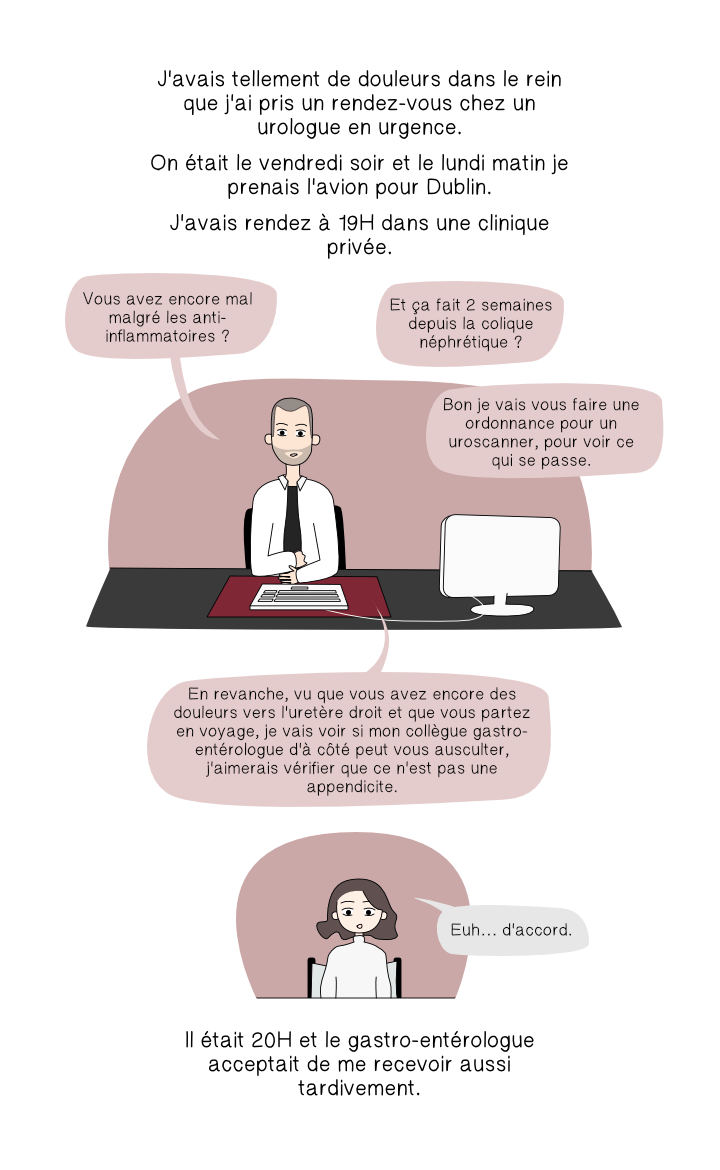 J'avais tellement de douleurs dans le rein
que j'ai pris un rendez-vous chez un
urologue en urgence.
On était le vendredi soir et le lundi matin je
prenais l'avion pour Dublin.
J'avais rendez à 19H dans une clinique
privée.
Vous avez encore mal
malgré les anti-
inflammatoires ?
Et ça fait 2 semaines
depuis la colique
néphrétique ?
Bon je vais vous faire une
ordonnance pour un
uroscanner, pour voir ce
qui se passe.
En revanche, vu que vous avez encore des
douleurs vers l'uretère droit et que vous partez
en voyage, je vais voir si mon collègue gastro-
entérologue d'à côté peut vous ausculter,
j'aimerais vérifier que ce n'est pas une
appendicite.
Euh... d'accord.
Il était 20H et le gastro-entérologue
acceptait de me recevoir aussi
tardivement.